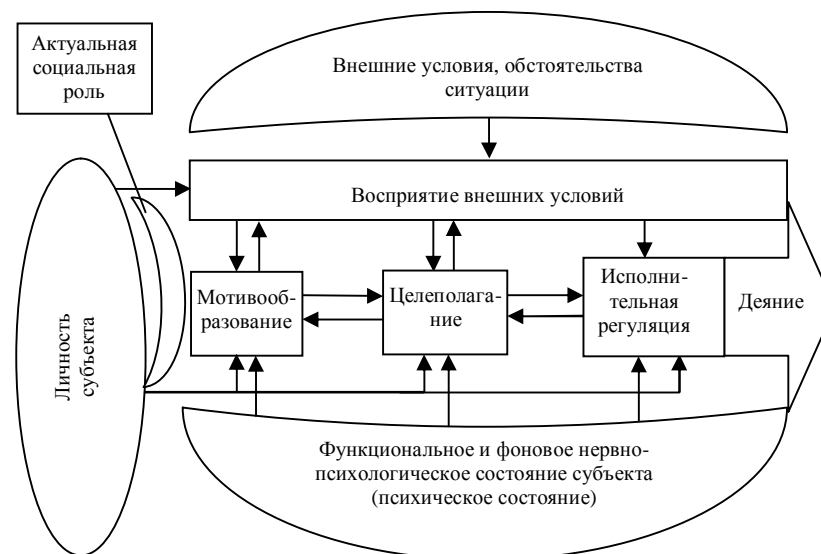 Актуальная
социальная
роль
Внешние условия, обстоятельства
ситуации
Восприятие внешних условий
Мотивооб-
разование
Целеполага-
ние
Исполни-
тельная
регуляция
Деяние
Личность
субъекта
Функциональное и фоновое нервно-
психологическое состояние субъекта
(психическое состояние)